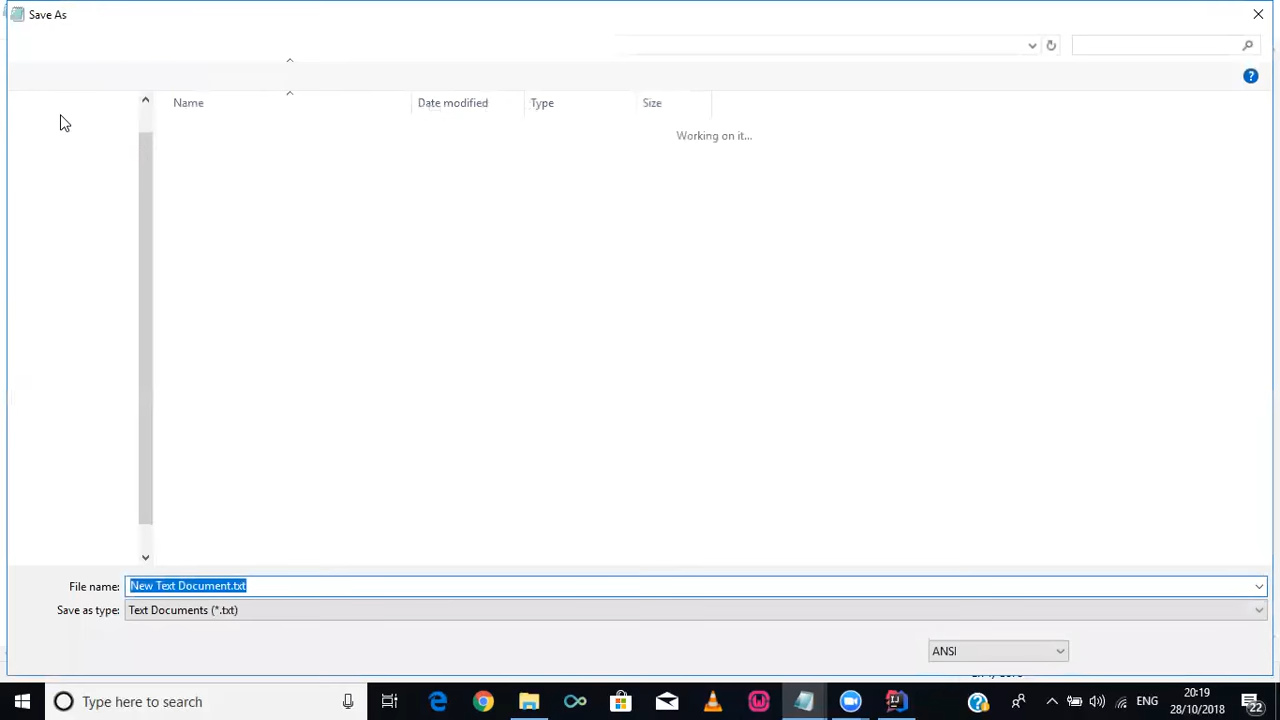 Save As
Name Date modified Type Size
Working on it...
File name: New Text Document.txt
Save as type: Text Documents (*.txt)
ANSI
Type here to search
ENG
20:19
28/10/2018
22